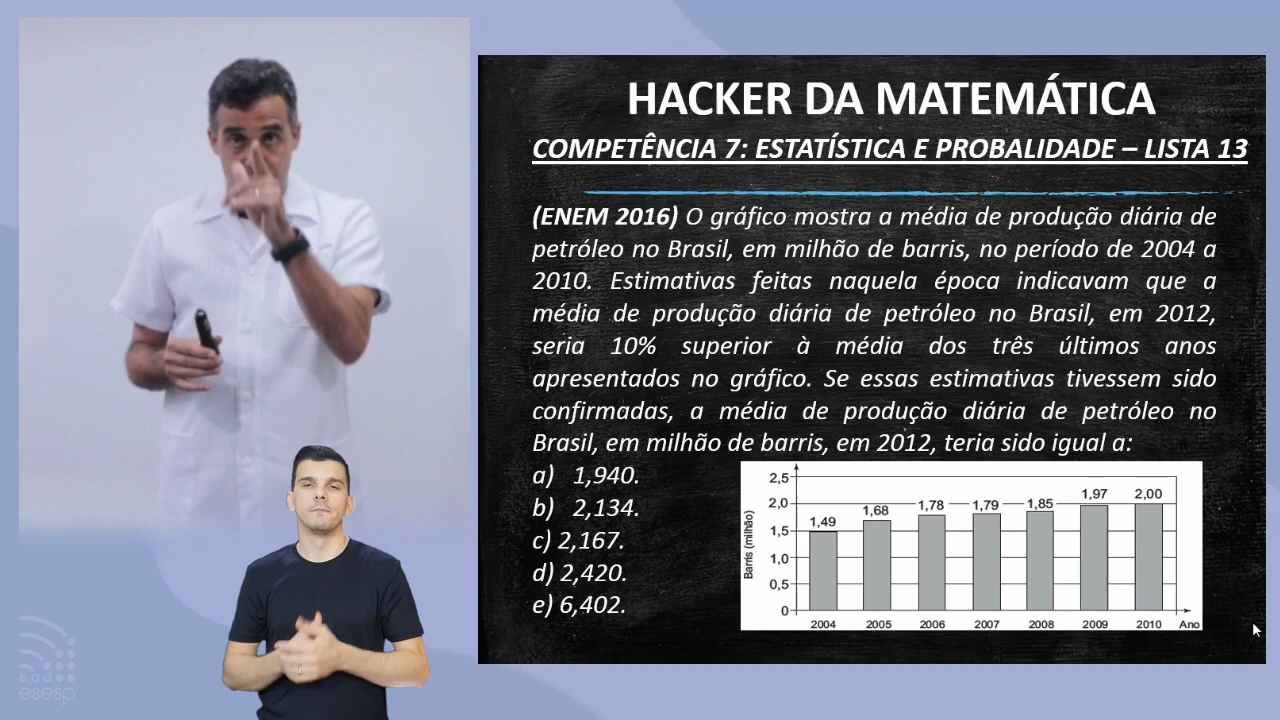 HACKER DA MATEMÁTICA
COMPETÊNCIA 7: ESTATÍSTICA E PROBALIDADE – LISTA 13
(ENEM 2016) O gráfico mostra a média de produção diária de
petróleo no Brasil, em milhão de barris, no período de 2004 a
2010. Estimativas feitas naquela época indicavam que a
média de produção diária de petróleo no Brasil, em 2012,
seria 10% superior à média dos três últimos anos
apresentados no gráfico. Se essas estimativas tivessem sido
confirmadas, a média de produção diária de petróleo no
Brasil, em milhão de barris, em 2012, teria sido igual a:
a) 1,940.
b) 2,134.
c) 2,167.
d) 2,420.
e) 6,402.
Barris (milhão)
2,5
2,0
1,5
1,0
0,5
0
1,49 1,68 1,78 1,79 1,85 1,97 2,00
2004 2005 2006 2007 2008 2009 2010 Ano
ead
esesp